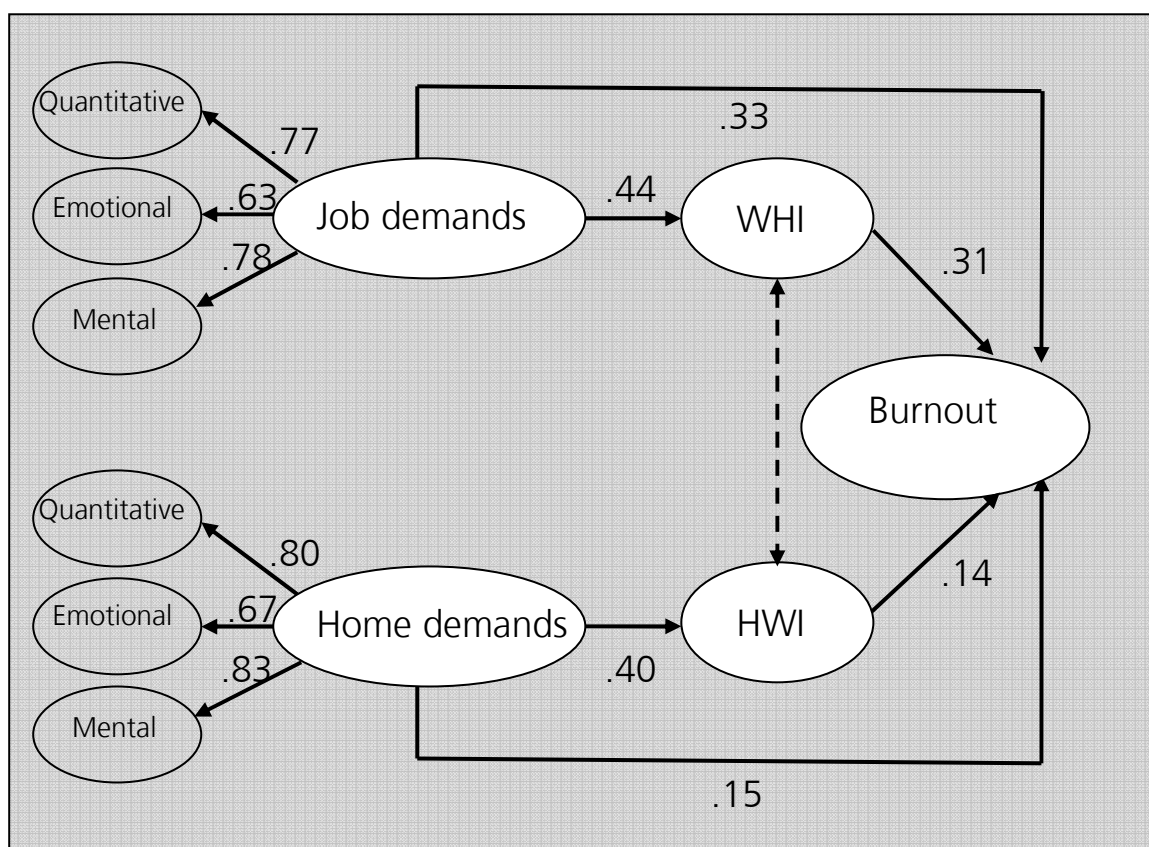 Quantitative
.77
.33
Emotional
.63
Job demands
.44
WHI
.78
.31
Mental
Burnout
Quantitative
.80
.14
Emotional
.67
Home demands
HWI
.83
.40
Mental
.15